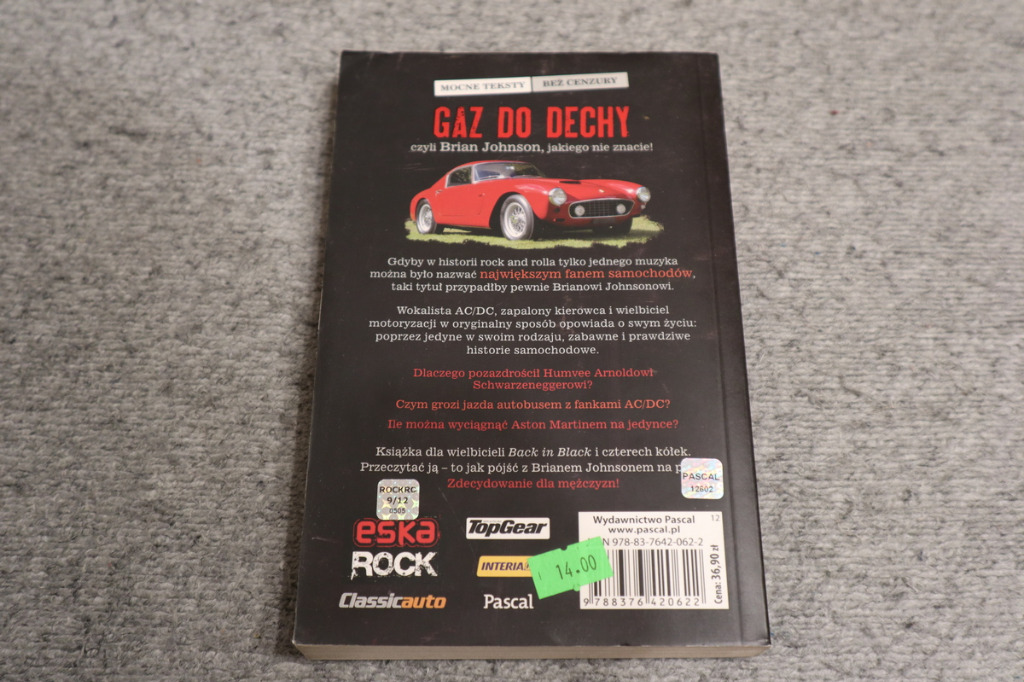 MOCNE TEKSTY BEZ CENZURY
GAZ DO DECHY
czyli Brian Johnson, jakiego nie znacie!
Gdyby w historii rock and rolla tylko jednego muzyka
można było nazwać największym fanem samochodów,
taki tytuł przypadłby pewnie Brianowi Johnsonowi.
Wokalista AC/DC, zapalony kierowca i wielbiciel
motoryzacji w oryginalny sposób opowiada o swym życiu:
poprzez jedyne w swoim rodzaju, zabawne i prawdziwe
historie samochodowe.
Dlaczego pozazdrościł Humvee Arnoldowi
Schwarzeneggerowi?
Czym grozi jazda autobusem z fankami AC/DC?
Ile można wyciągnąć Aston Martinem na jedynce?
Książka dla wielbicieli Back in Black i czterech kółek.
Przeczytać ją – to jak pójść z Brianem Johnsonem na
Zdecydowanie dla mężczyzn!
PASCAL
12602
ROCKRC
9/12
0505
eska
ROCK
TopGear
INTERIA
Classicauto
Pascal
14.00
Wydawnictwo Pascal
www.pascal.pl
12
N 978-83-7642-062-2
9 788376 420622
Cena: 36,90 zł